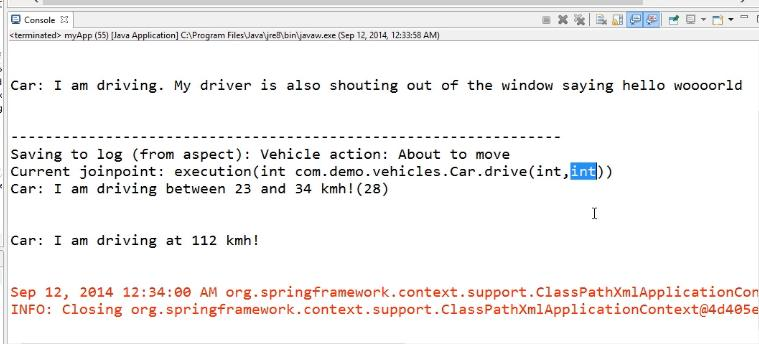 Console
<terminated> myApp (55) [Java Application] C:\Program Files\Java\jre8\bin\javaw.exe (Sep 12, 2014, 12:33:58 AM)
Car: I am driving. My driver is also shouting out of the window saying hello woooorld
--------------------------------------------------------------
Saving to log (from aspect): Vehicle action: About to move
Current joinpoint: execution(int com.demo.vehicles.Car.drive(int,int))
Car: I am driving between 23 and 34 kmh!(28)
Car: I am driving at 112 kmh!
Sep 12, 2014 12:34:00 AM org.springframework.context.support.ClassPathXmlApplicationCon
INFO: Closing org.springframework.context.support.ClassPathXmlApplicationContext@4d405e